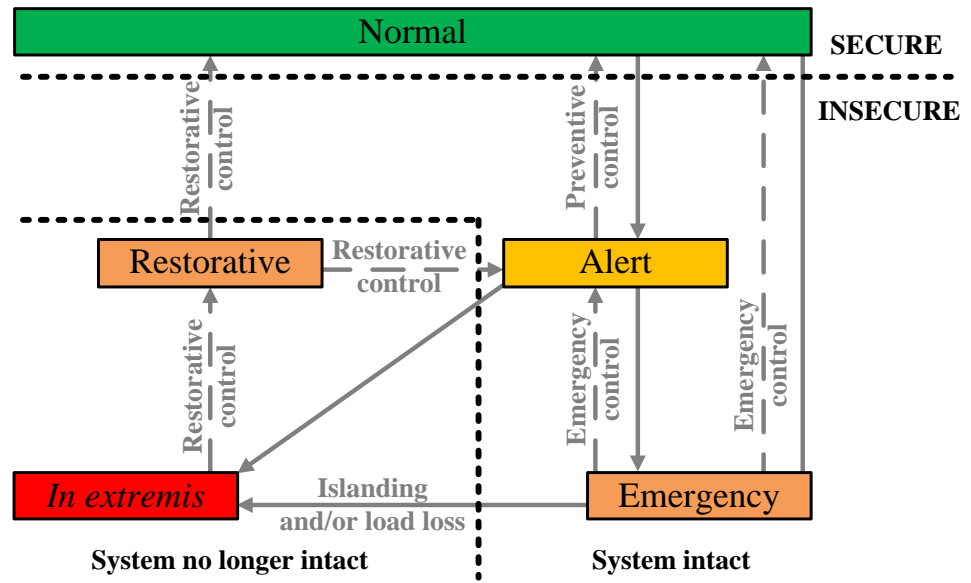 Normal
SECURE
INSECURE
Restorative
control
Preventive
control
Emergency
control
Restorative
Restorative
control
Alert
Restorative
control
Emergency
control
In extremis
Islanding
and/or load loss
Emergency
System no longer intact
System intact